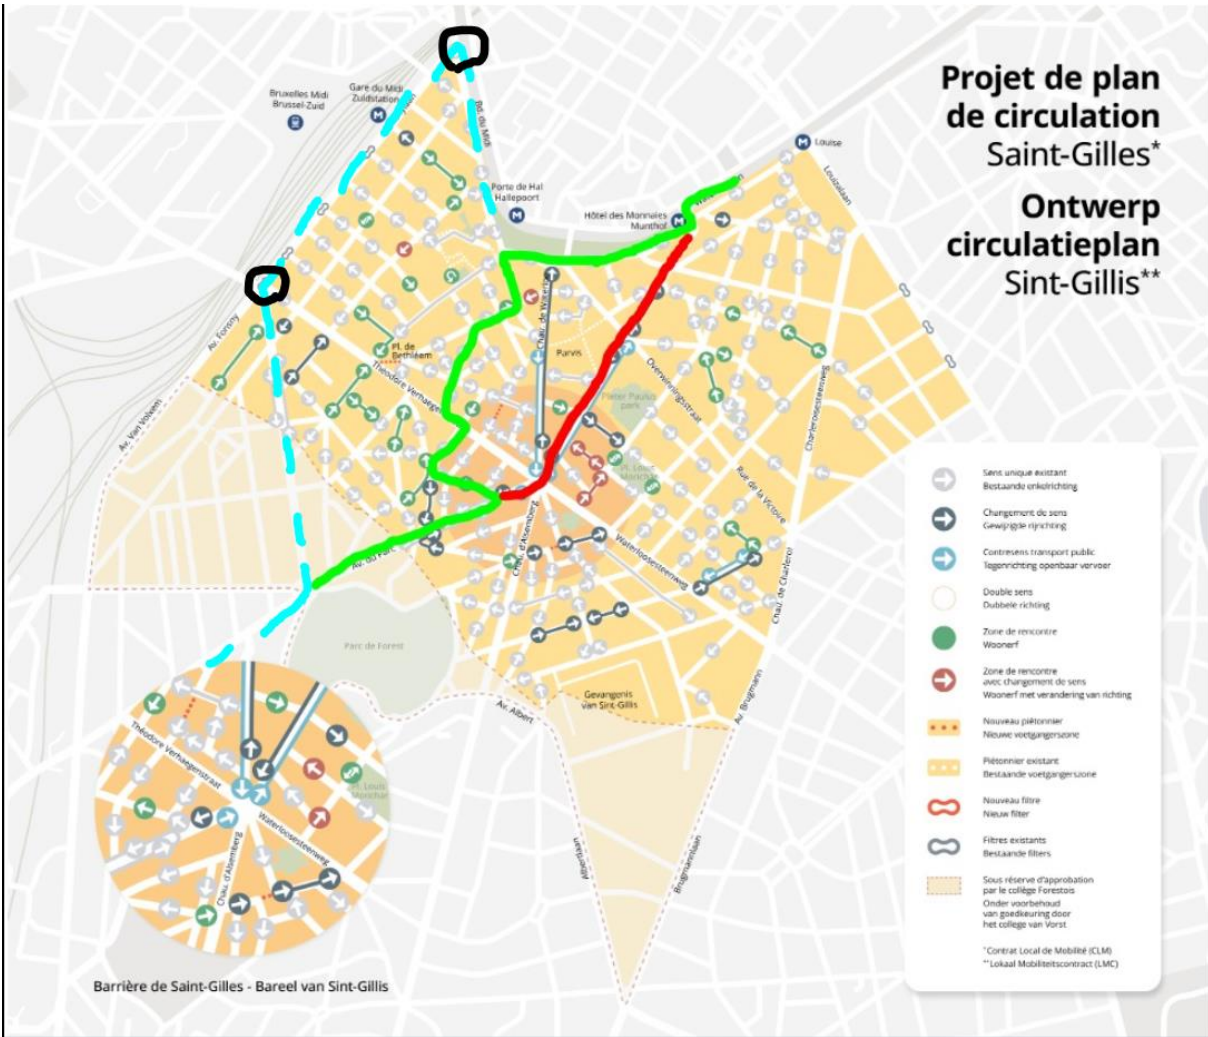 Projet de plan
de circulation
Saint-Gilles*
Ontwerp
circulatieplan
Sint-Gillis**
Bruxelles Midi
Brussel-Zuid
Gare du Midi
Zuidstation
M
Bd. du Midi
Porte de Hal
Hallepoort
M
Hôtel des Monnaies
Munthof
M
M
Louise
Louizalaan
Av. Fonsny
Av. Van Volxem
Pl. de
Bethléem
Théodore Verhaegen
Chau. de Waterloo
Parvis
Pieter Paulus
park
Overwinningsstraat
Charleroisesteenweg
Pl. Louis
Morichar
Rue de la Victoire
Chau. d'Alsemberg
Waterloosesteenweg
Chau. de Charleroi
Av. du Parc
Parc de Forest
Av. Albert
Gevangenis
van Sint-Gillis
Av. Brugmann
Albertlaan
Brugmannlaan
Théodore Verhaegenstraat
Pl. Louis
Morichar
Chau. d'Alsemberg
Waterloosesteenweg
Barrière de Saint-Gilles - Bareel van Sint-Gillis
Sens unique existant
Bestaande enkelrichting
Changement de sens
Gewijzigde rijrichting
Contresens transport public
Tegenrichting openbaar vervoer
Double sens
Dubbele richting
Zone de rencontre
Woonerf
Zone de rencontre
avec changement de sens
Woonerf met verandering van richting
Nouveau piétonnier
Nieuwe voetgangerszone
Piétonnier existant
Bestaande voetgangerszone
Nouveau filtre
Nieuw filter
Filtres existants
Bestaande filters
Sous réserve d'approbation
par le collège Forestois
Onder voorbehoud
van goedkeuring door
het college van Vorst
*Contrat Local de Mobilité (CLM)
**Lokaal Mobiliteitscontract (LMC)